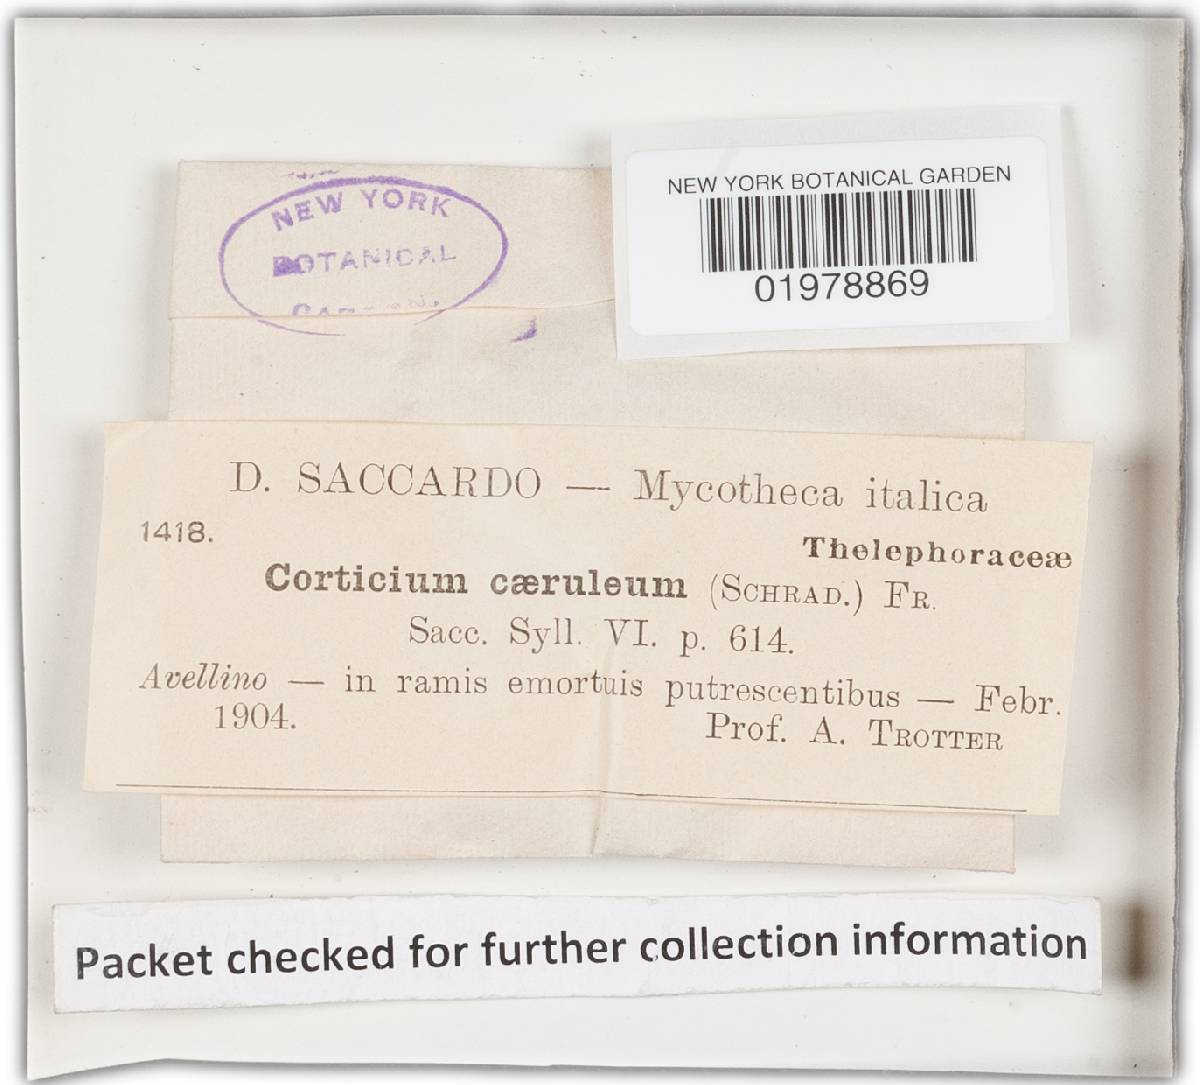 NEW YORK
BOTANICAL
NEW YORK BOTANICAL GARDEN
01978869
D. SACCARDO — Mycotheca italica
1418.
Thelephoraceæ
Corticium cæruleum (SCHRAD.) FR.
Sacc. Syll. VI. p. 614.
Avellino — in ramis emortuis putrescentibus — Febr.
1904.
Prof. A. TROTTER
Packet checked for further collection information